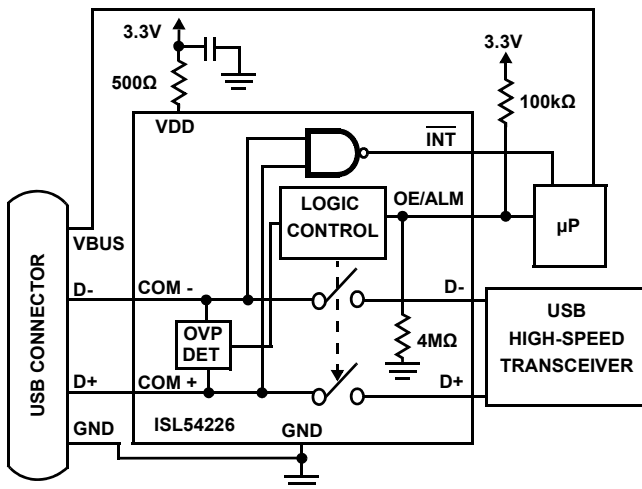 3.3V
500Ω
VDD
3.3V
100kΩ
INT
LOGIC
CONTROL
OE/ALM
µP
USB CONNECTOR
VBUS
D-
COM -
D-
USB
HIGH-SPEED
TRANSCEIVER
OVP
DET
4MΩ
D+
COM +
D+
GND
ISL54226
GND